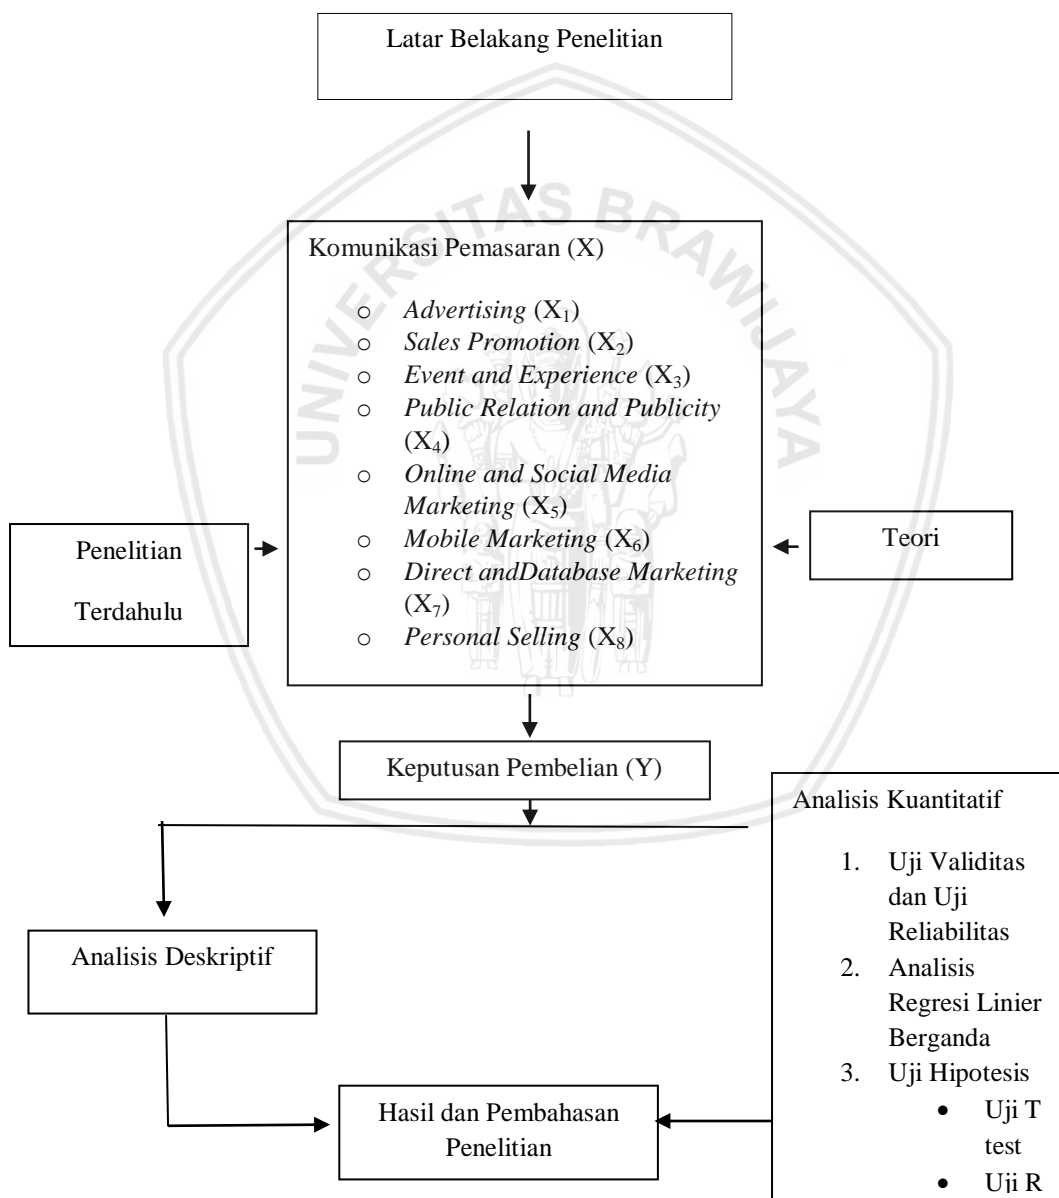 Latar Belakang Penelitian
UNIVERSITAS BRAWIJAYA
Komunikasi Pemasaran (X)
o Advertising (X₁)
o Sales Promotion (X₂)
o Event and Experience (X₃)
o Public Relation and Publicity
(X₄)
o Online and Social Media
Marketing (X₅)
o Mobile Marketing (X₆)
o Direct andDatabase Marketing
(X₇)
o Personal Selling (X₈)
Penelitian
Terdahulu
Teori
Keputusan Pembelian (Y)
Analisis Deskriptif
Analisis Kuantitatif
1. Uji Validitas
dan Uji
Reliabilitas
2. Analisis
Regresi Linier
Berganda
3. Uji Hipotesis
• Uji T
test
• Uji R
Hasil dan Pembahasan
Penelitian